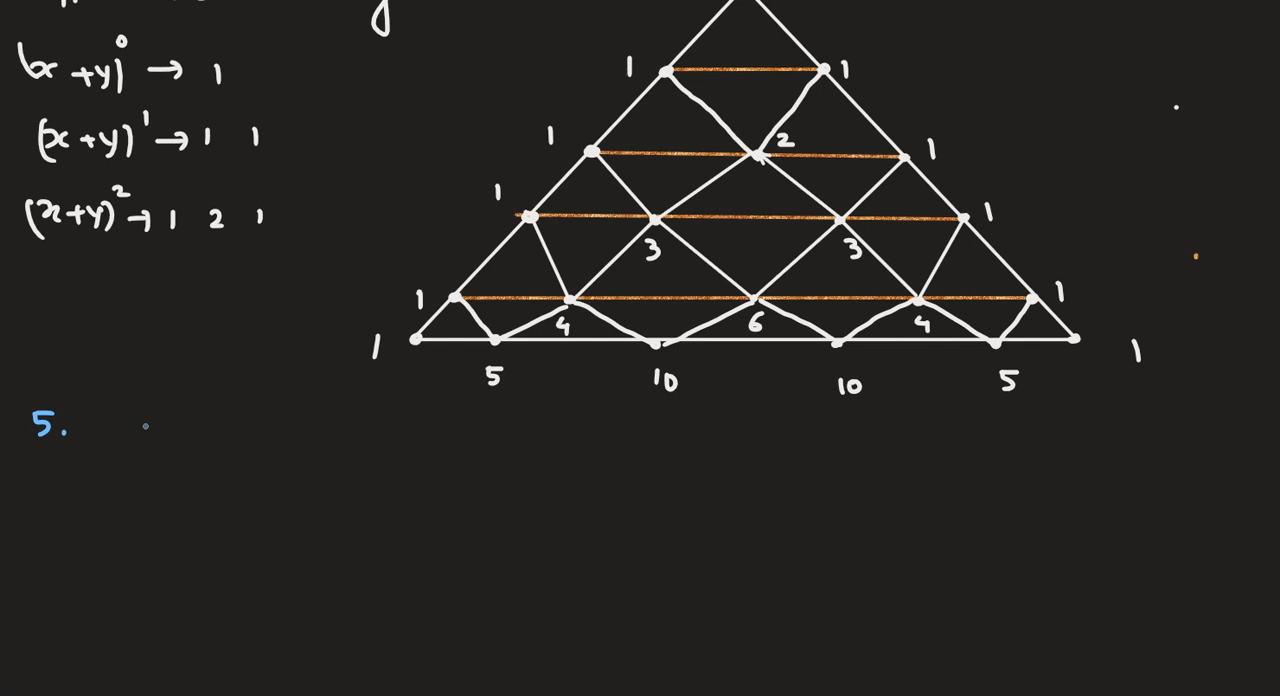 (x+y)⁰ → 1
(x+y)¹ → 1 1
(x+y)² → 1 2 1
1 1
1 2 1
1 3 3 1
1 4 6 4 1
1 5 10 10 5 1
5.